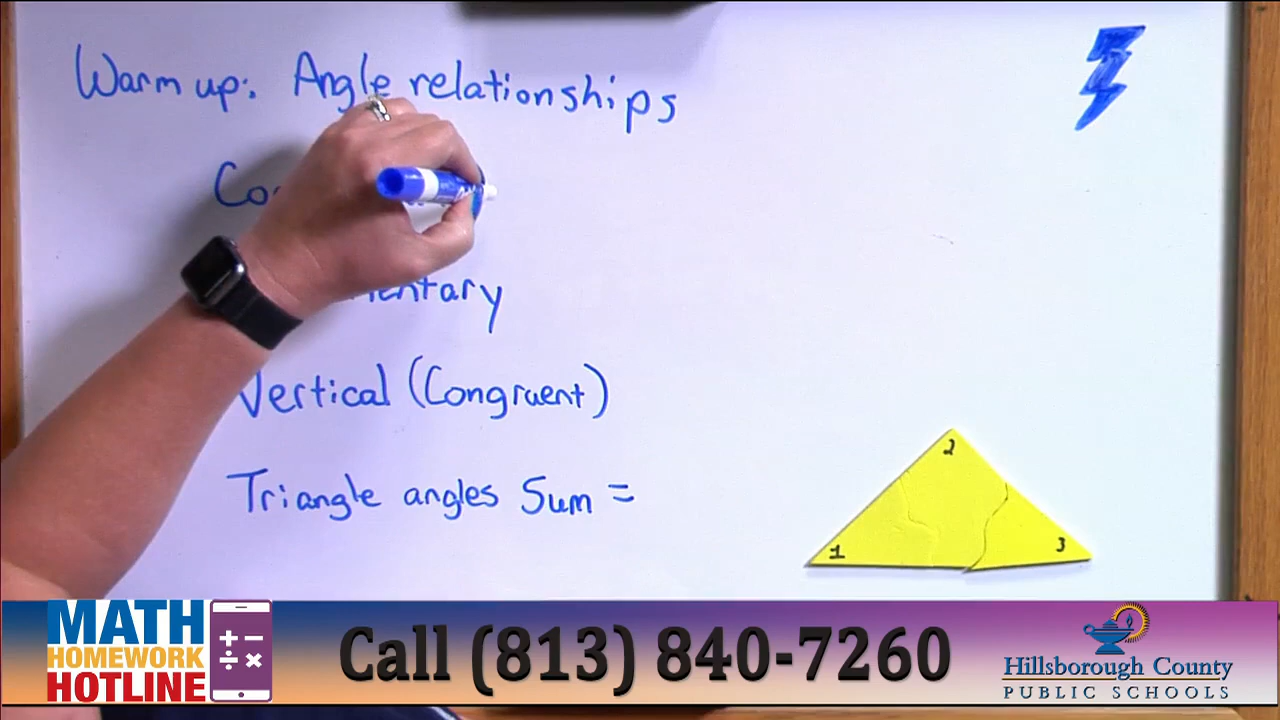 Warm up: Angle relationships
Co
mentary
Vertical (Congruent)
Triangle angles Sum =
2
1
3
MATH
HOMEWORK
HOTLINE
+ −
÷ ×
Call (813) 840-7260
Hillsborough County
PUBLIC SCHOOLS